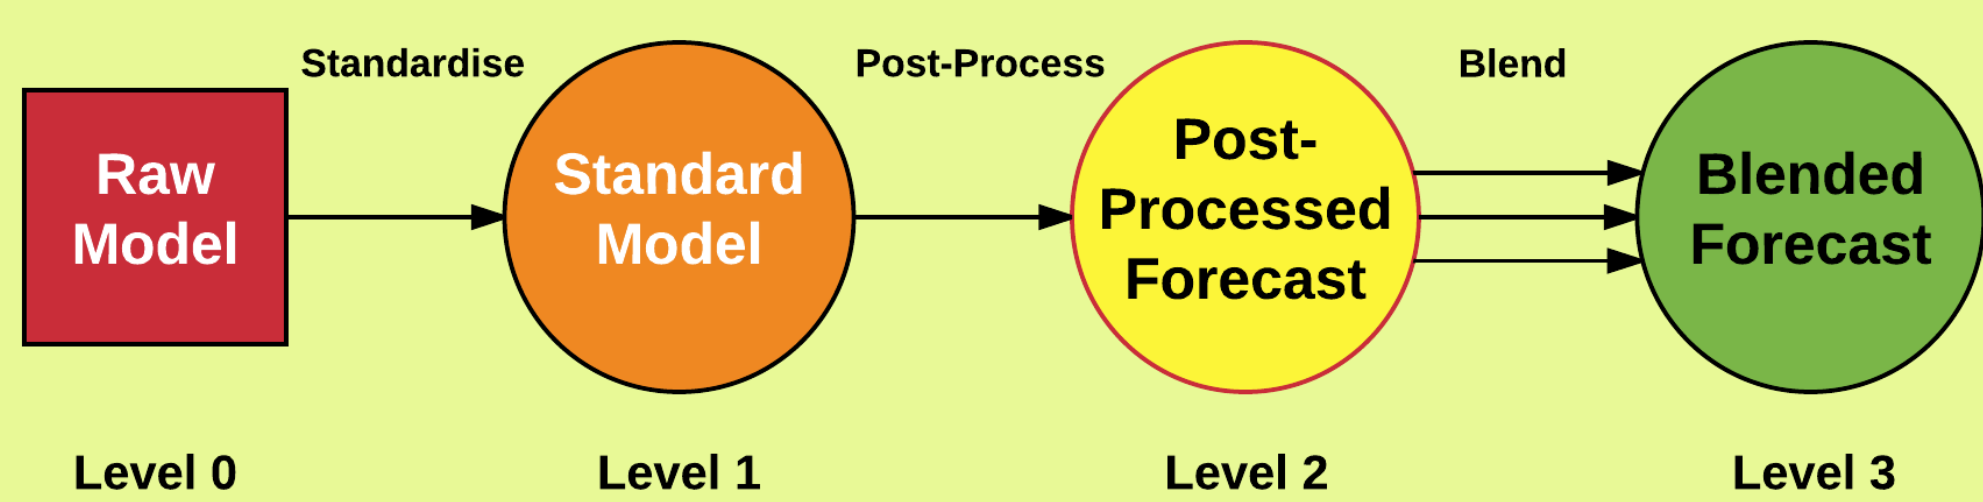 Standardise
Post-Process
Blend
Raw
Model
Standard
Model
Post-
Processed
Forecast
Blended
Forecast
Level 0
Level 1
Level 2
Level 3